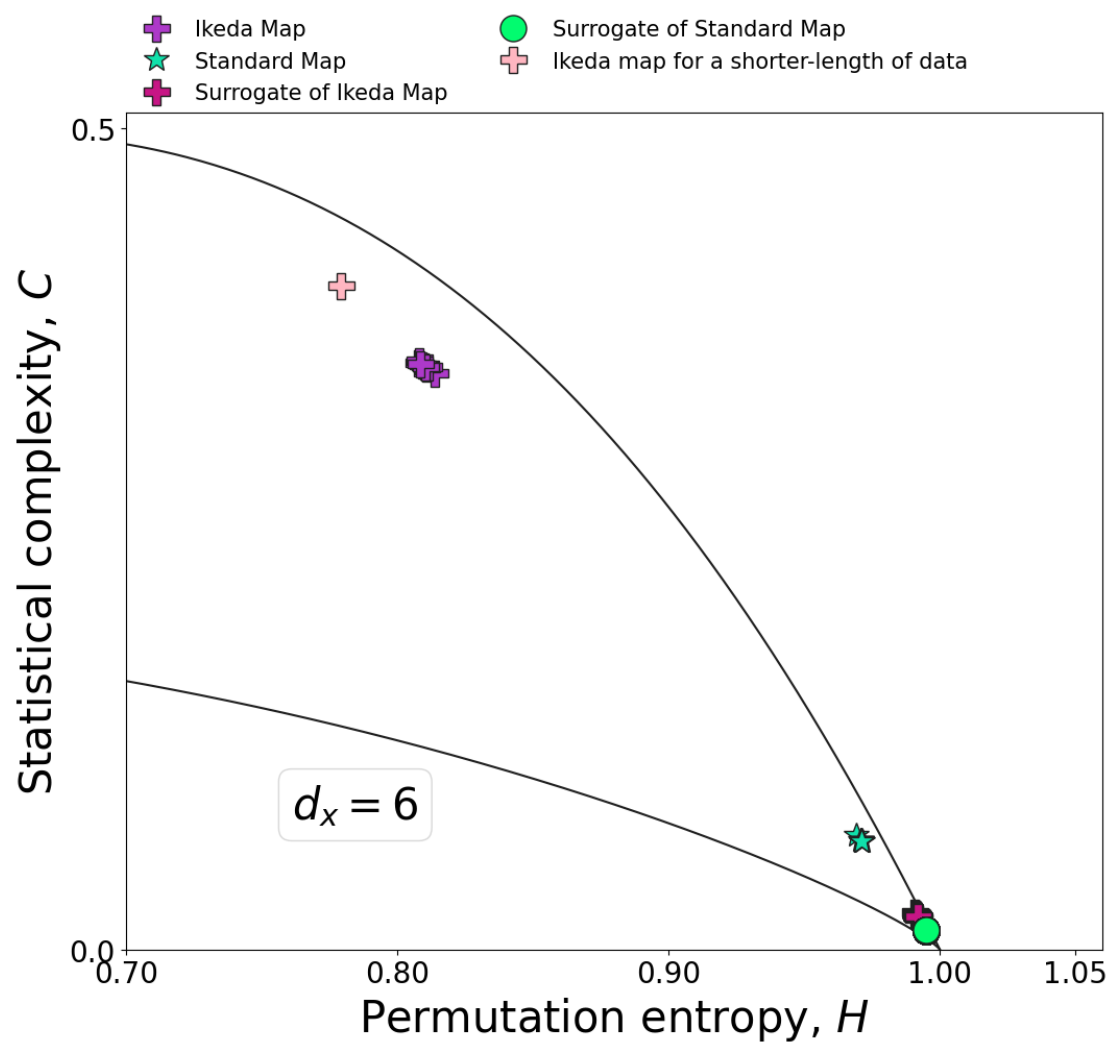 Ikeda Map
Standard Map
Surrogate of Ikeda Map
Surrogate of Standard Map
Ikeda map for a shorter-length of data
0.5
0.0
Statistical complexity, C
d_x = 6
0.70
0.80
0.90
1.00
1.05
Permutation entropy, H